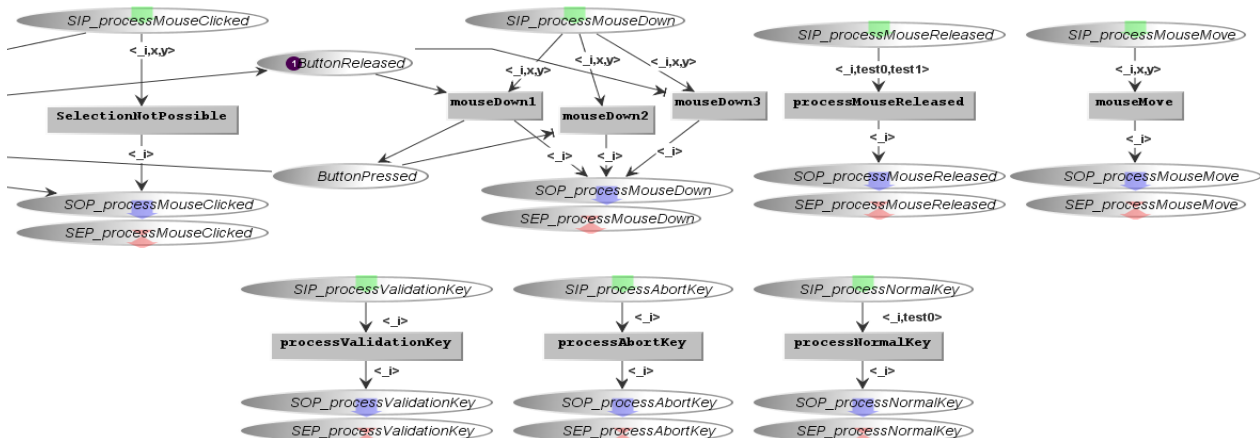 SIP_processMouseClicked
SIP_processMouseDown
SIP_processMouseReleased
SIP_processMouseMove
<_i,x,y>
1
ButtonReleased
<_i,x,y>
<_i,x,y>
<_i,x,y>
<_i,test0,test1>
<_i,x,y>
SelectionNotPossible
mouseDown1
mouseDown2
mouseDown3
processMouseReleased
mouseMove
<_i>
<_i>
<_i>
<_i>
<_i>
<_i>
ButtonPressed
SOP_processMouseClicked
SOP_processMouseDown
SOP_processMouseReleased
SOP_processMouseMove
SEP_processMouseClicked
SEP_processMouseDown
SEP_processMouseReleased
SEP_processMouseMove
SIP_processValidationKey
SIP_processAbortKey
SIP_processNormalKey
<_i>
<_i>
<_i,test0>
processValidationKey
processAbortKey
processNormalKey
<_i>
<_i>
<_i>
SOP_processValidationKey
SOP_processAbortKey
SOP_processNormalKey
SEP_processValidationKey
SEP_processAbortKey
SEP_processNormalKey